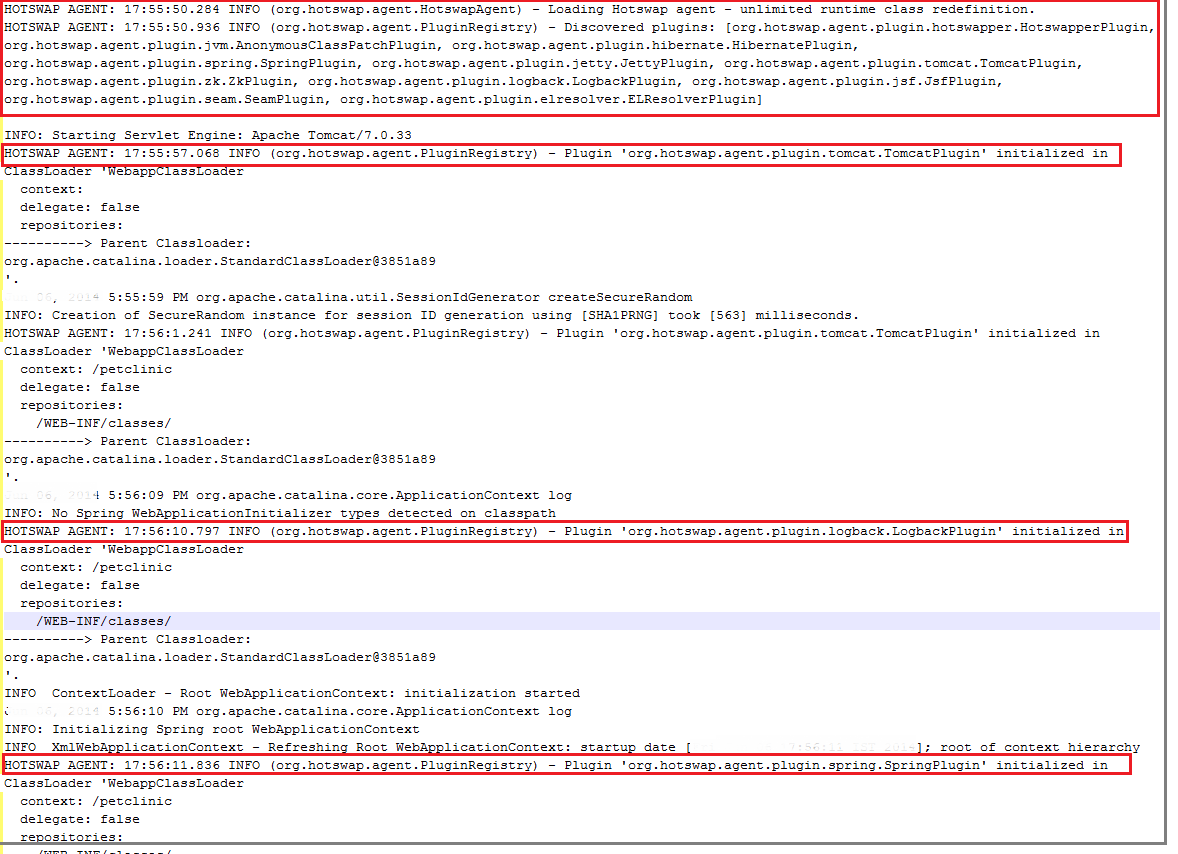 HOTSWAP AGENT: 17:55:50.284 INFO (org.hotswap.agent.HotswapAgent) - Loading Hotswap agent - unlimited runtime class redefinition.
HOTSWAP AGENT: 17:55:50.936 INFO (org.hotswap.agent.PluginRegistry) - Discovered plugins: [org.hotswap.agent.plugin.hotswapper.HotswapperPlugin,
org.hotswap.agent.plugin.jvm.AnonymousClassPatchPlugin, org.hotswap.agent.plugin.hibernate.HibernatePlugin,
org.hotswap.agent.plugin.spring.SpringPlugin, org.hotswap.agent.plugin.jetty.JettyPlugin, org.hotswap.agent.plugin.tomcat.TomcatPlugin,
org.hotswap.agent.plugin.zk.ZkPlugin, org.hotswap.agent.plugin.logback.LogbackPlugin, org.hotswap.agent.plugin.jsf.JsfPlugin,
org.hotswap.agent.plugin.seam.SeamPlugin, org.hotswap.agent.plugin.elresolver.ELResolverPlugin]
INFO: Starting Servlet Engine: Apache Tomcat/7.0.33
HOTSWAP AGENT: 17:55:57.068 INFO (org.hotswap.agent.PluginRegistry) - Plugin 'org.hotswap.agent.plugin.tomcat.TomcatPlugin' initialized in
ClassLoader 'WebappClassLoader
context:
delegate: false
repositories:
----------> Parent Classloader:
org.apache.catalina.loader.StandardClassLoader@3851a89
'.
06, 2014 5:55:59 PM org.apache.catalina.util.SessionIdGenerator createSecureRandom
INFO: Creation of SecureRandom instance for session ID generation using [SHA1PRNG] took [563] milliseconds.
HOTSWAP AGENT: 17:56:1.241 INFO (org.hotswap.agent.PluginRegistry) - Plugin 'org.hotswap.agent.plugin.tomcat.TomcatPlugin' initialized in
ClassLoader 'WebappClassLoader
context: /petclinic
delegate: false
repositories:
/WEB-INF/classes/
----------> Parent Classloader:
org.apache.catalina.loader.StandardClassLoader@3851a89
'.
06, 2014 5:56:09 PM org.apache.catalina.core.ApplicationContext log
INFO: No Spring WebApplicationInitializer types detected on classpath
HOTSWAP AGENT: 17:56:10.797 INFO (org.hotswap.agent.PluginRegistry) - Plugin 'org.hotswap.agent.plugin.logback.LogbackPlugin' initialized in
ClassLoader 'WebappClassLoader
context: /petclinic
delegate: false
repositories:
/WEB-INF/classes/
----------> Parent Classloader:
org.apache.catalina.loader.StandardClassLoader@3851a89
'.
INFO  ContextLoader - Root WebApplicationContext: initialization started
06, 2014 5:56:10 PM org.apache.catalina.core.ApplicationContext log
INFO: Initializing Spring root WebApplicationContext
INFO  XmlWebApplicationContext - Refreshing Root WebApplicationContext: startup date [ 2014]; root of context hierarchy
HOTSWAP AGENT: 17:56:11.836 INFO (org.hotswap.agent.PluginRegistry) - Plugin 'org.hotswap.agent.plugin.spring.SpringPlugin' initialized in
ClassLoader 'WebappClassLoader
context: /petclinic
delegate: false
repositories: